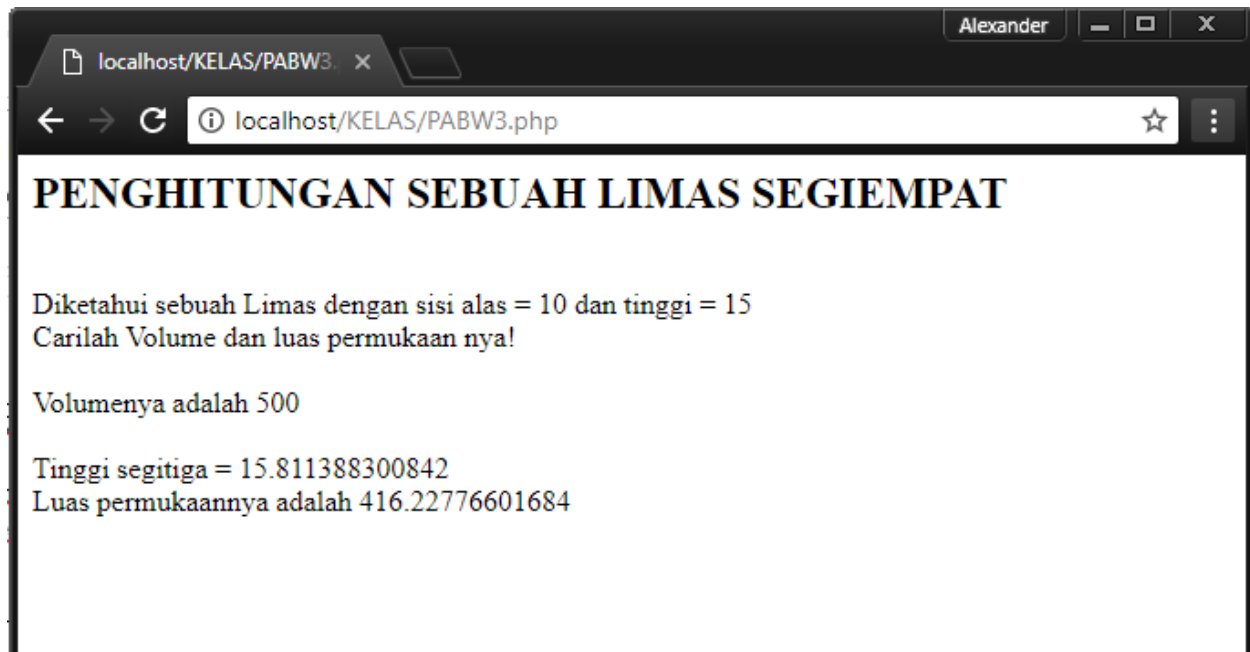 Alexander
localhost/KELAS/PABW3.
localhost/KELAS/PABW3.php
PENGHITUNGAN SEBUAH LIMAS SEGIEMPAT
Diketahui sebuah Limas dengan sisi alas = 10 dan tinggi = 15
Carilah Volume dan luas permukaan nya!
Volumenya adalah 500
Tinggi segitiga = 15.811388300842
Luas permukaannya adalah 416.22776601684